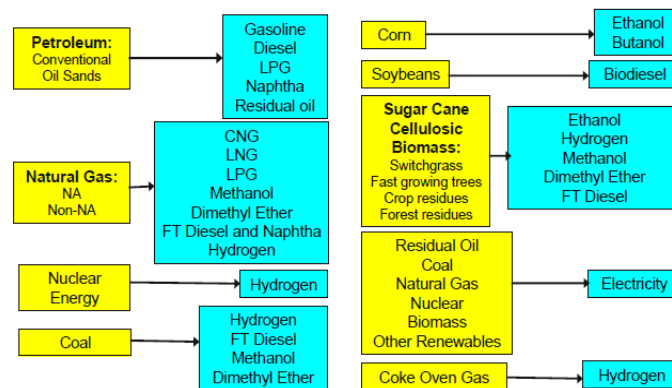 Petroleum:
Conventional
Oil Sands
Gasoline
Diesel
LPG
Naphtha
Residual oil
Natural Gas:
NA
Non-NA
CNG
LNG
LPG
Methanol
Dimethyl Ether
FT Diesel and Naphtha
Hydrogen
Nuclear
Energy
Hydrogen
Coal
Hydrogen
FT Diesel
Methanol
Dimethyl Ether
Corn
Ethanol
Butanol
Soybeans
Biodiesel
Sugar Cane
Cellulosic
Biomass:
Switchgrass
Fast growing trees
Crop residues
Forest residues
Ethanol
Hydrogen
Methanol
Dimethyl Ether
FT Diesel
Residual Oil
Coal
Natural Gas
Nuclear
Biomass
Other Renewables
Electricity
Coke Oven Gas
Hydrogen